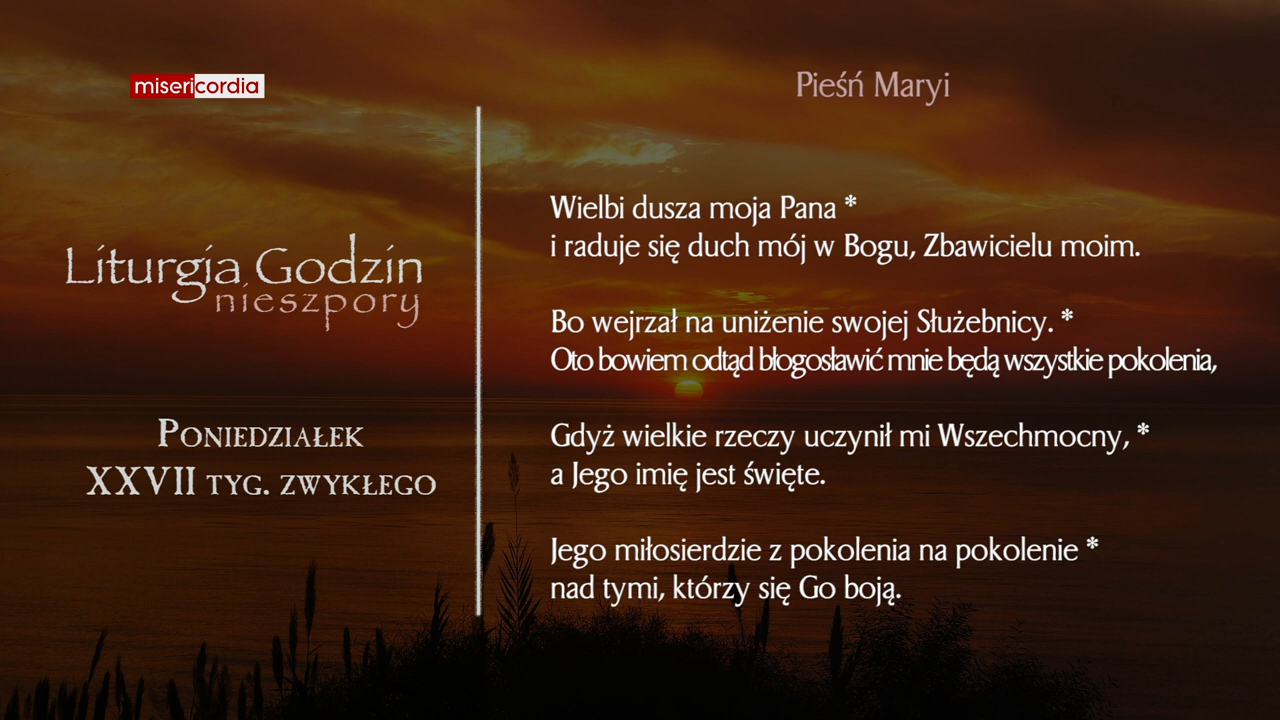 misericordia
Liturgia Godzin
nieszpory
Poniedziałek
XXVII tyg. zwykłego
Pieśń Maryi
Wielbi dusza moja Pana *
i raduje się duch mój w Bogu, Zbawicielu moim.
Bo wejrzał na uniżenie swojej Służebnicy. *
Oto bowiem odtąd błogosławić mnie będą wszystkie pokolenia,
Gdyż wielkie rzeczy uczynił mi Wszechmocny, *
a Jego imię jest święte.
Jego miłosierdzie z pokolenia na pokolenie *
nad tymi, którzy się Go boją.